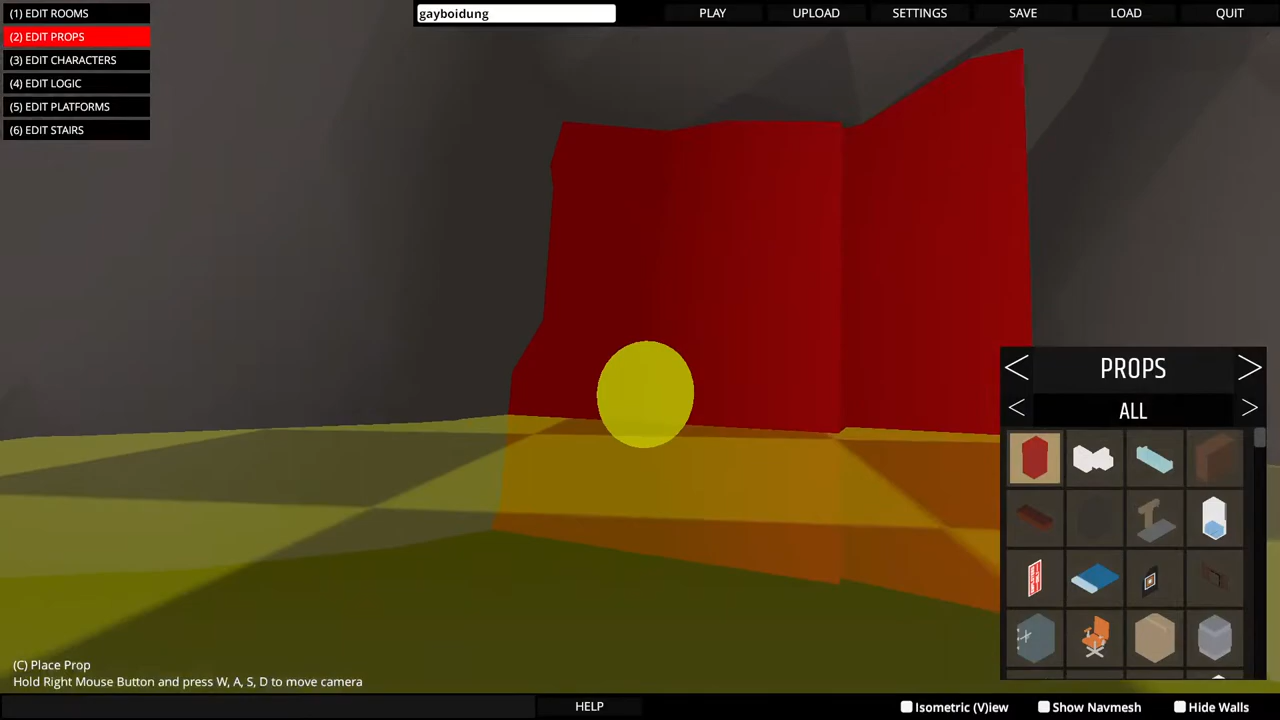 (1) EDIT ROOMS
gayboidung
PLAY
UPLOAD
SETTINGS
SAVE
LOAD
QUIT
(2) EDIT PROPS
(3) EDIT CHARACTERS
(4) EDIT LOGIC
(5) EDIT PLATFORMS
(6) EDIT STAIRS
< PROPS >
< ALL >
(C) Place Prop
Hold Right Mouse Button and press W, A, S, D to move camera
HELP
Isometric (V)iew
Show Navmesh
Hide Walls